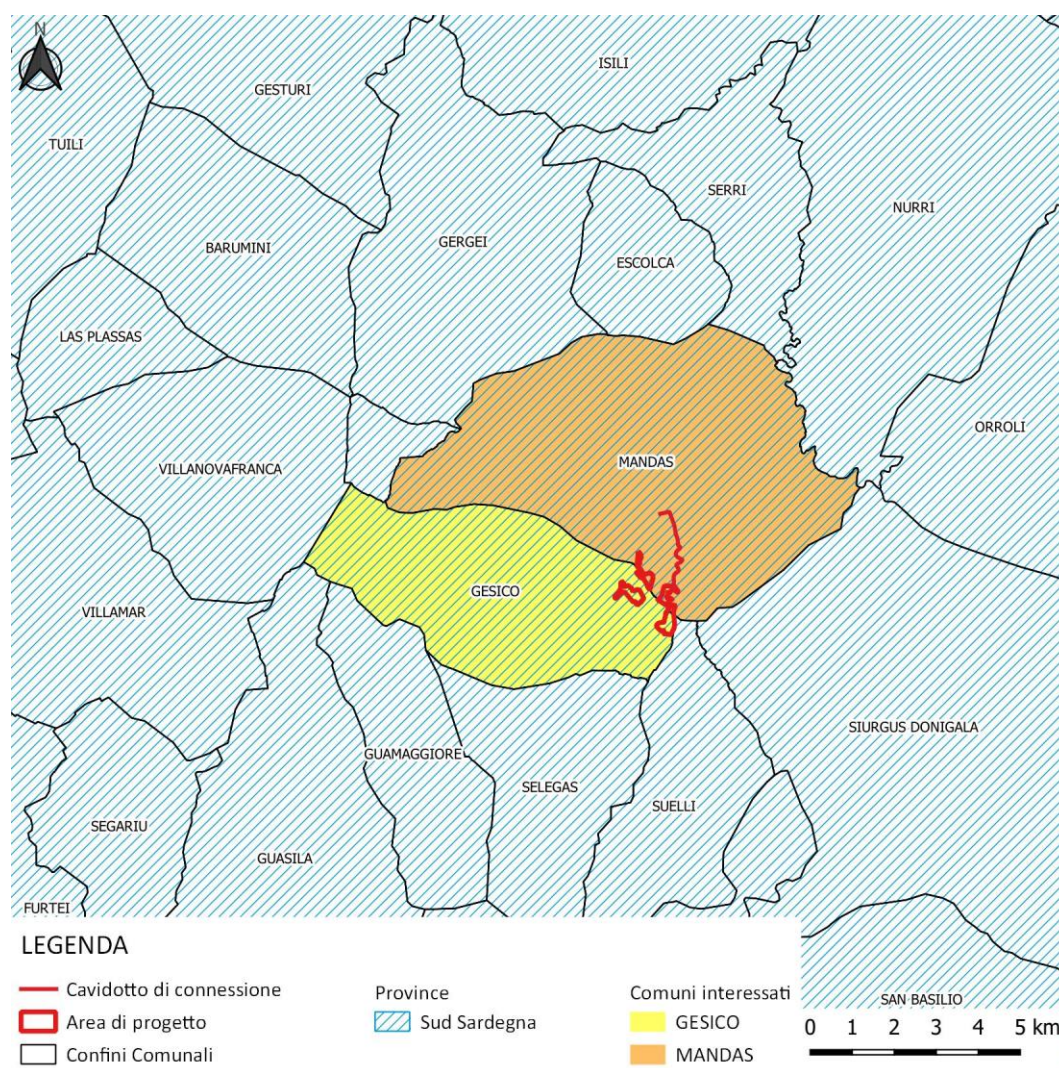 N
ISILI
GESTURI
TUILI
SERRI
NURRI
BARUMINI
GERGEI
ESCOLCA
LAS PLASSAS
ORROLI
VILLANOVAFRANCA
MANDAS
GESICO
VILLAMAR
SIURGUS DONIGALA
GUAMAGGIORE
SELEGAS
SUELLI
SEGARIU
GUASILA
FURTEI
SAN BASILIO
LEGENDA
Cavidotto di connessione
Area di progetto
Confini Comunali
Province
Sud Sardegna
Comuni interessati
GESICO
MANDAS
0 1 2 3 4 5 km